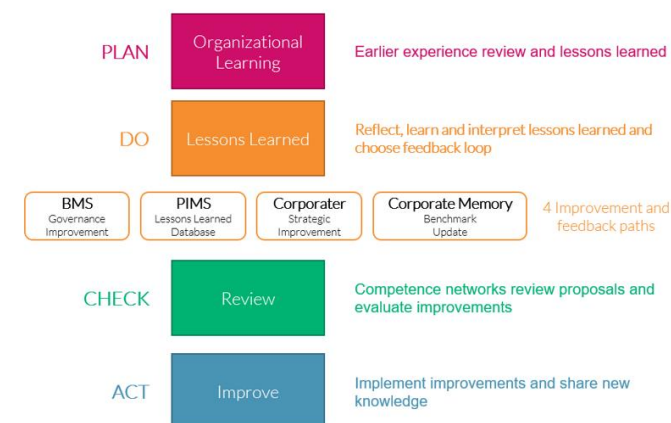 PLAN
Organizational
Learning
Earlier experience review and lessons learned
DO
Lessons Learned
Reflect, learn and interpret lessons learned and
choose feedback loop
BMS
Governance
Improvement
PIMS
Lessons Learned
Database
Corporater
Strategic
Improvement
Corporate Memory
Benchmark
Update
4 Improvement and
feedback paths
CHECK
Review
Competence networks review proposals and
evaluate improvements
ACT
Improve
Implement improvements and share new
knowledge